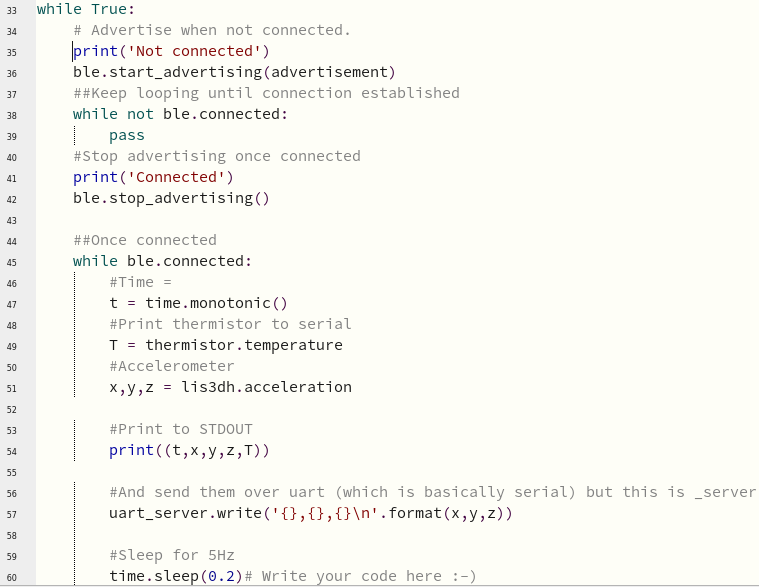 33 while True:
34     # Advertise when not connected.
35     print('Not connected')
36     ble.start_advertising(advertisement)
37     ##Keep looping until connection established
38     while not ble.connected:
39         pass
40     #Stop advertising once connected
41     print('Connected')
42     ble.stop_advertising()
43
44     ##Once connected
45     while ble.connected:
46         #Time =
47         t = time.monotonic()
48         #Print thermistor to serial
49         T = thermistor.temperature
50         #Accelerometer
51         x,y,z = lis3dh.acceleration
52
53         #Print to STDOUT
54         print((t,x,y,z,T))
55
56         #And send them over uart (which is basically serial) but this is _server
57         uart_server.write('{},{},{}\n'.format(x,y,z))
58
59         #Sleep for 5Hz
60         time.sleep(0.2)# Write your code here :-)